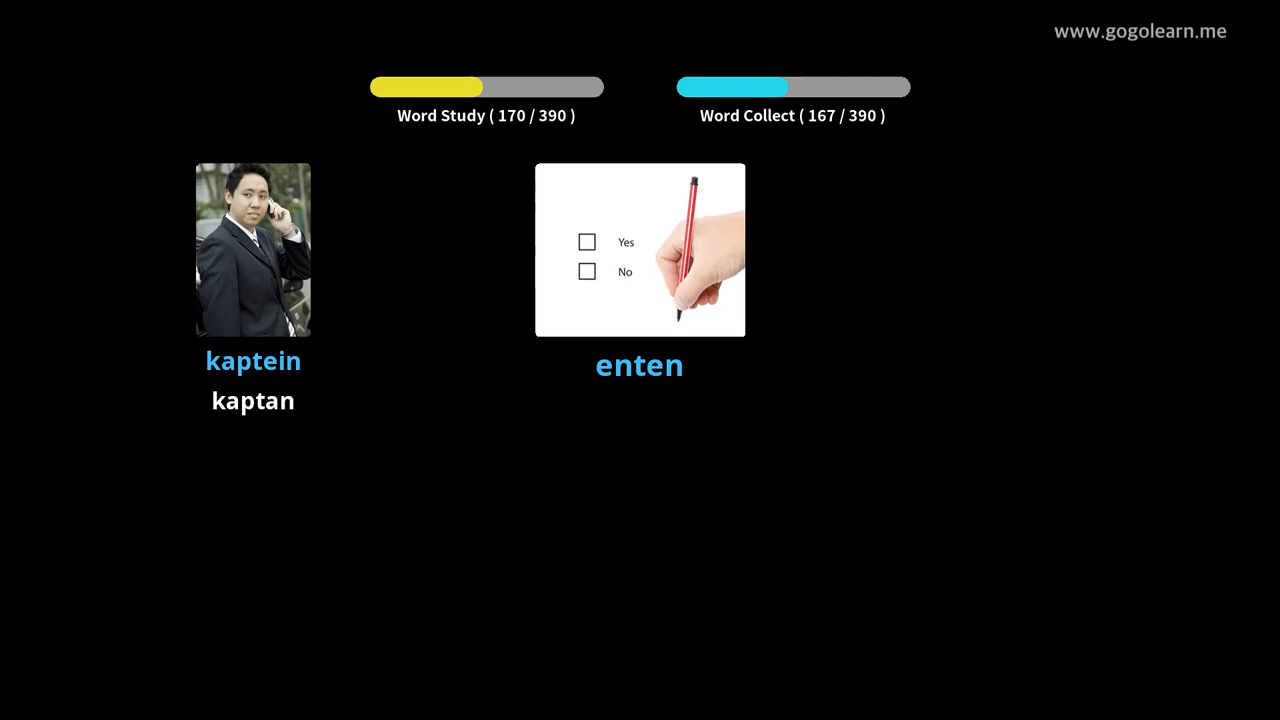 www.gogolearn.me
Word Study ( 170 / 390 )
Word Collect ( 167 / 390 )
Yes
No
kaptein
kaptan
enten